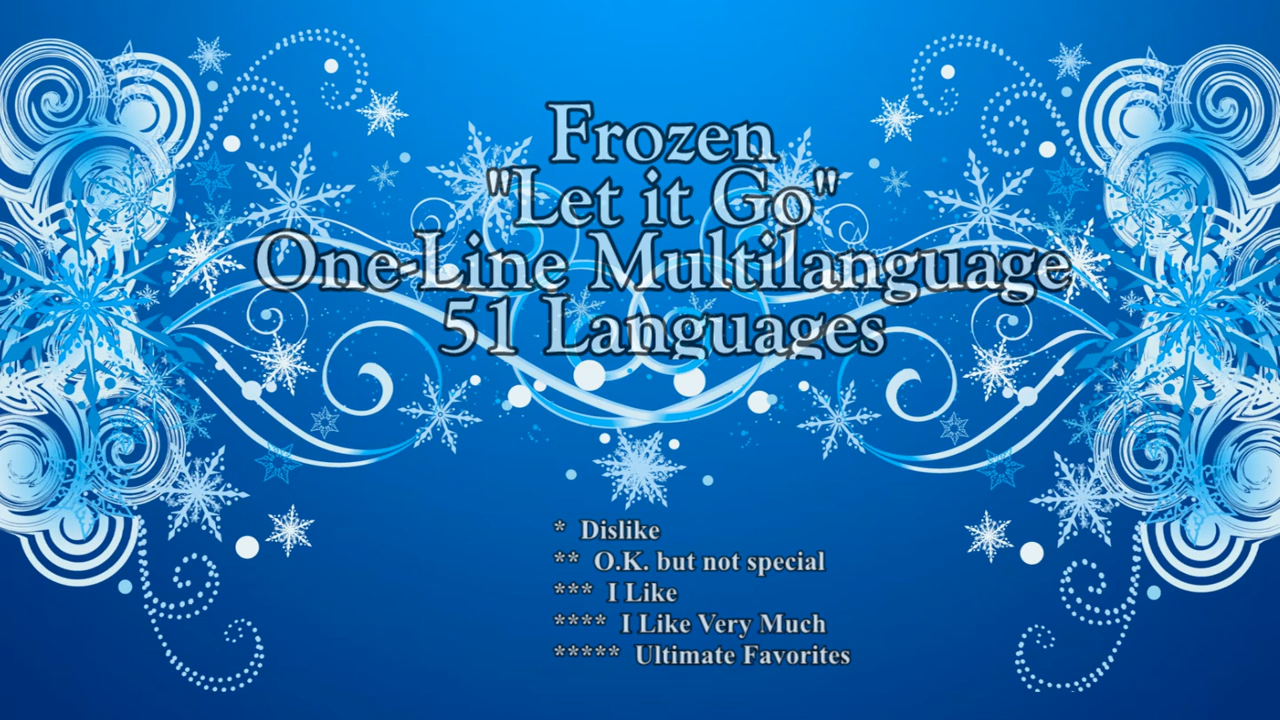 Frozen
"Let it Go"
One-Line Multilanguage
51 Languages
* Dislike
** O.K. but not special
*** I Like
**** I Like Very Much
***** Ultimate Favorites